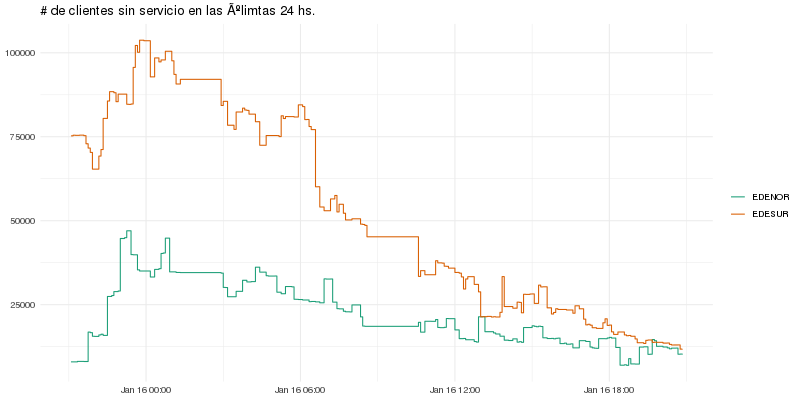 # de clientes sin servicio en las Ãºlimtas 24 hs.
100000
75000
50000
25000
Jan 16 00:00
Jan 16 06:00
Jan 16 12:00
Jan 16 18:00
EDENOR
EDESUR